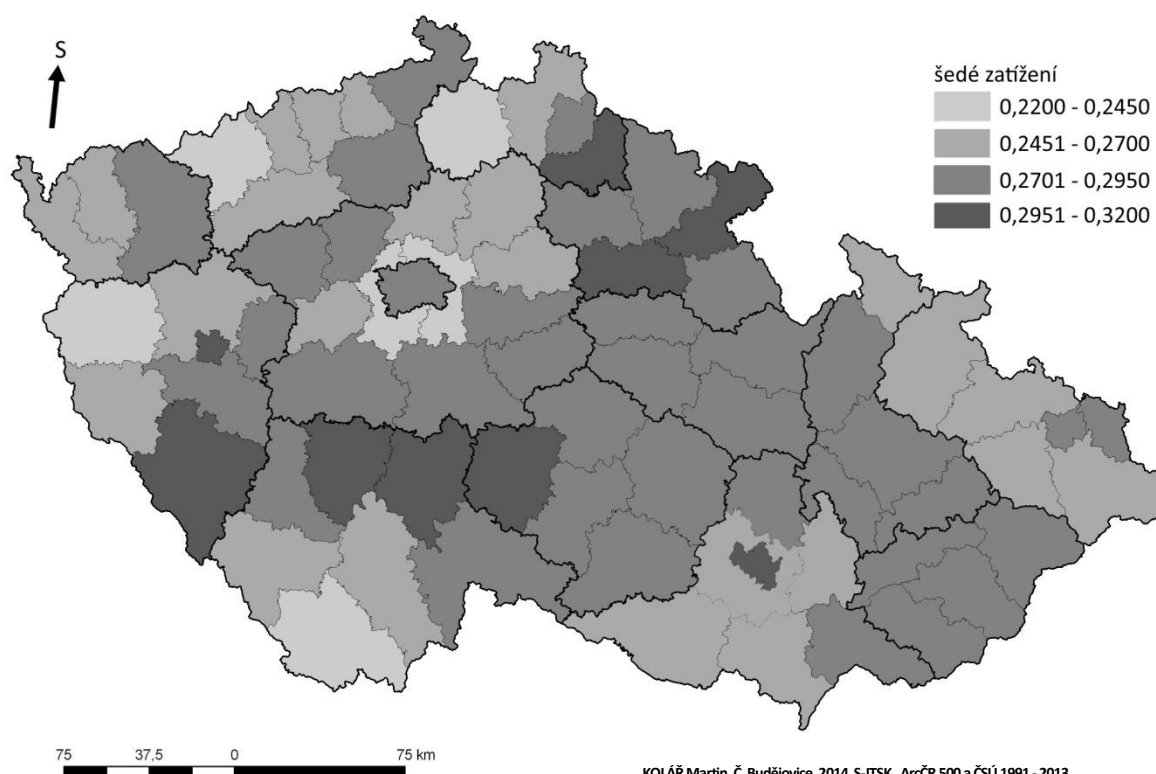 S
šedé zatížení
0,2200 - 0,2450
0,2451 - 0,2700
0,2701 - 0,2950
0,2951 - 0,3200
75 37,5 0 75 km
KOLÁŘ Martin, Č. Budějovice, 2014, S-JTSK, ArcČR 500 a ČSÚ 1991 - 2013